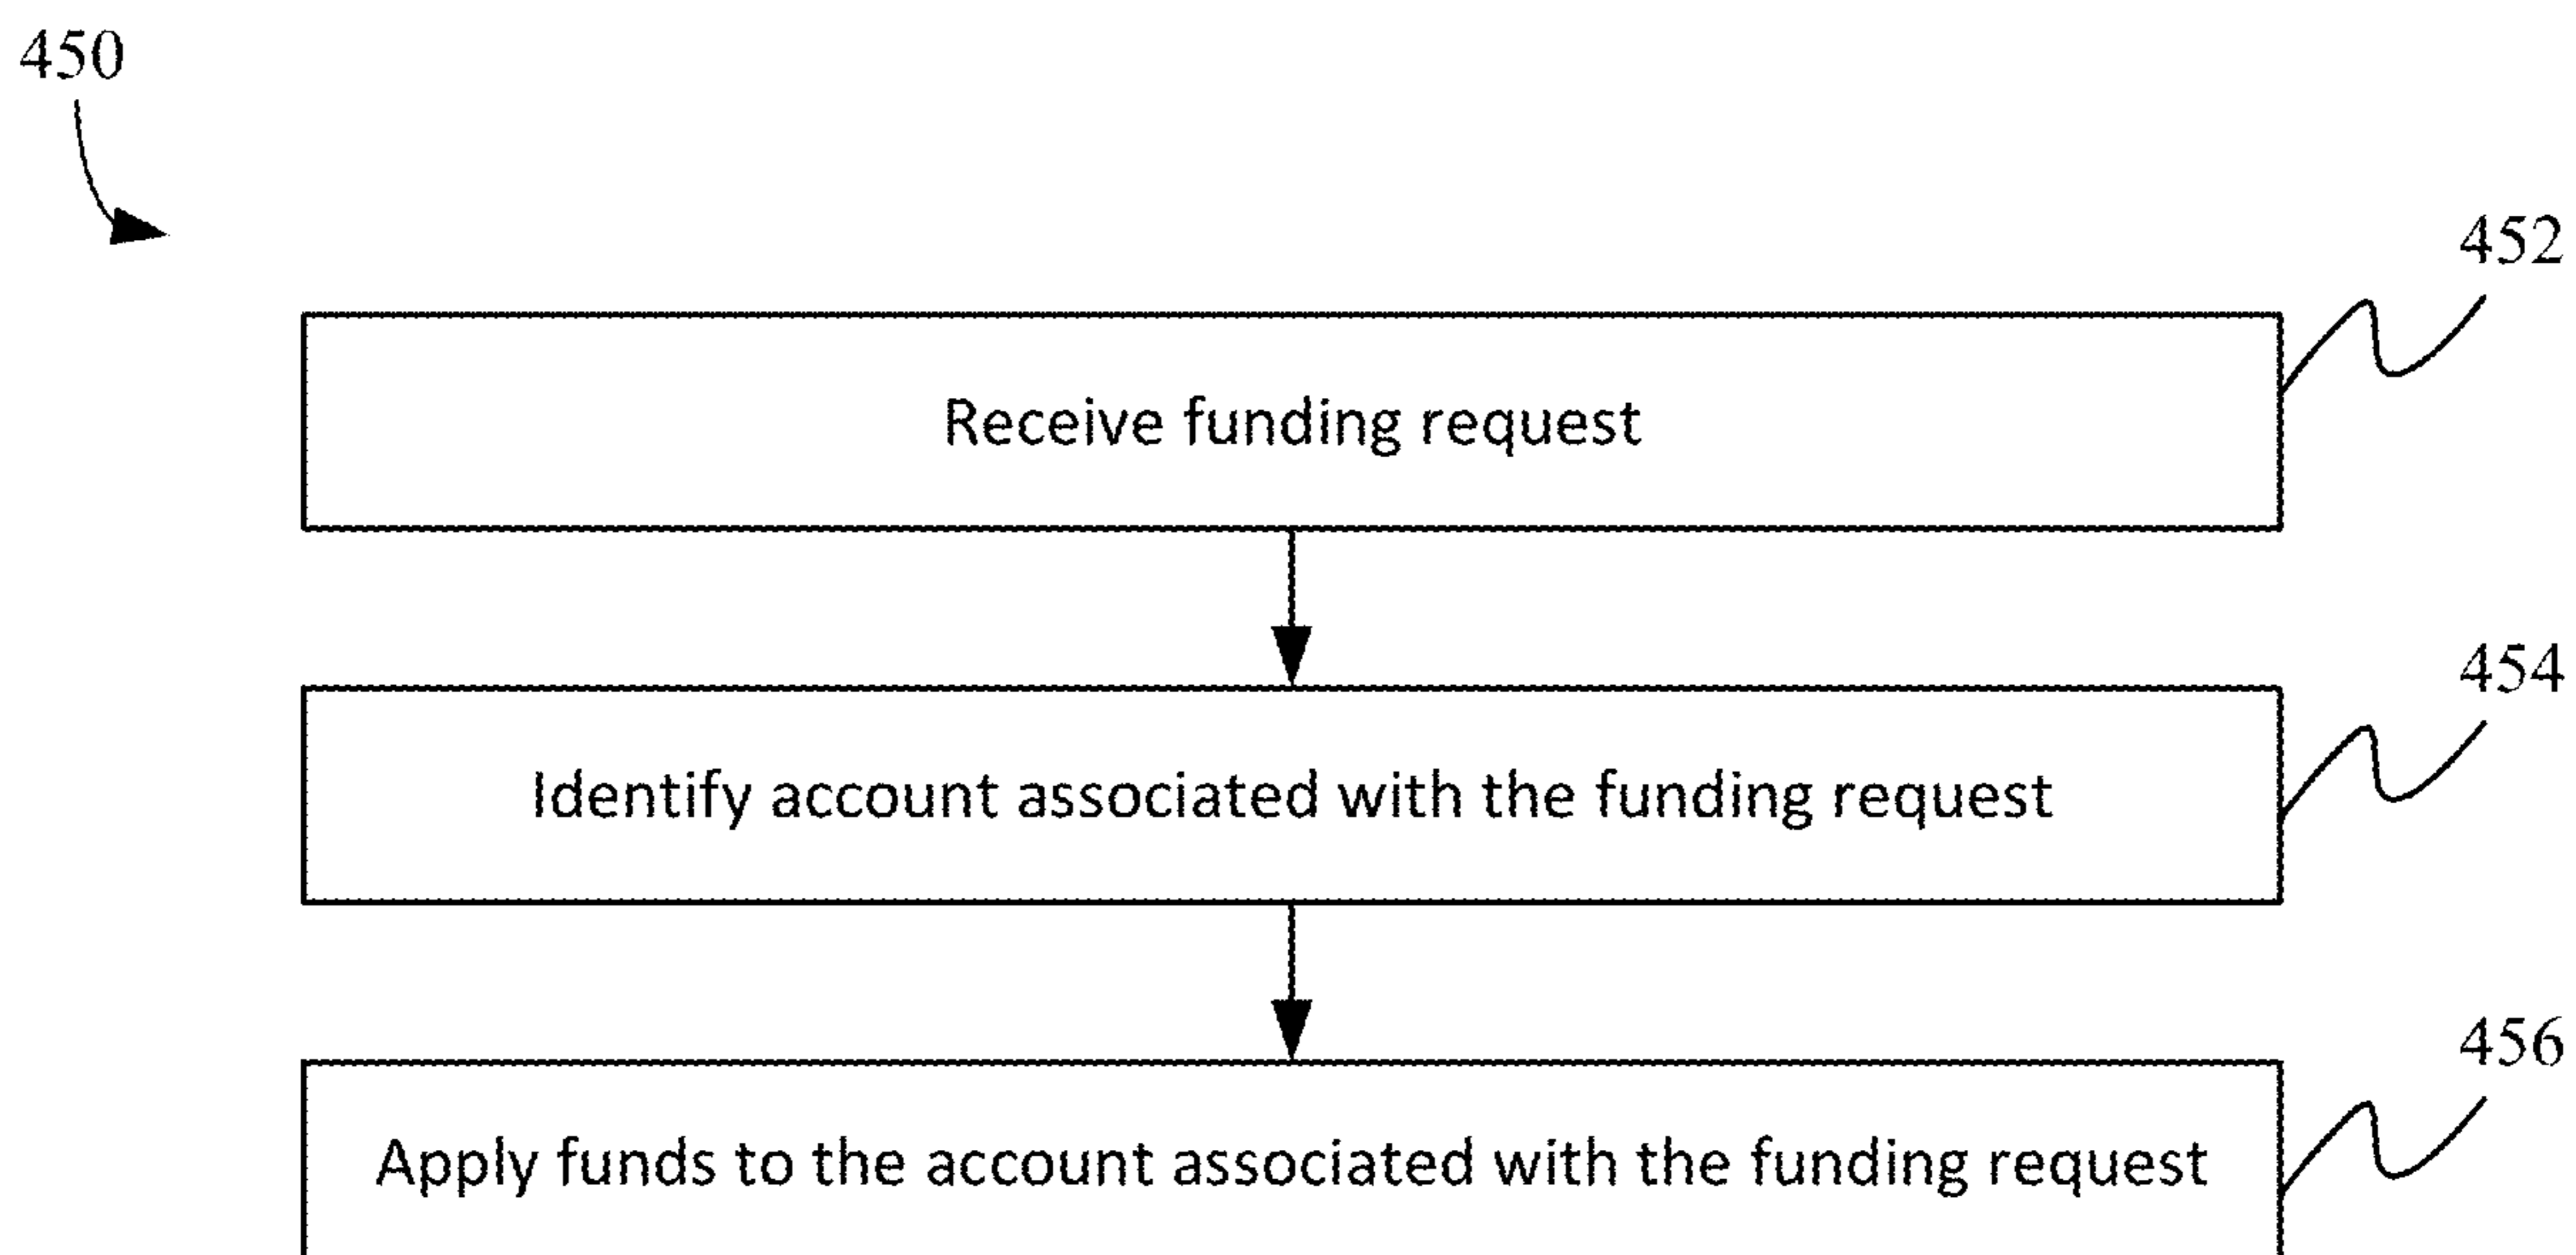 450
452
Receive funding request
454
Identify account associated with the funding request
456
Apply funds to the account associated with the funding request